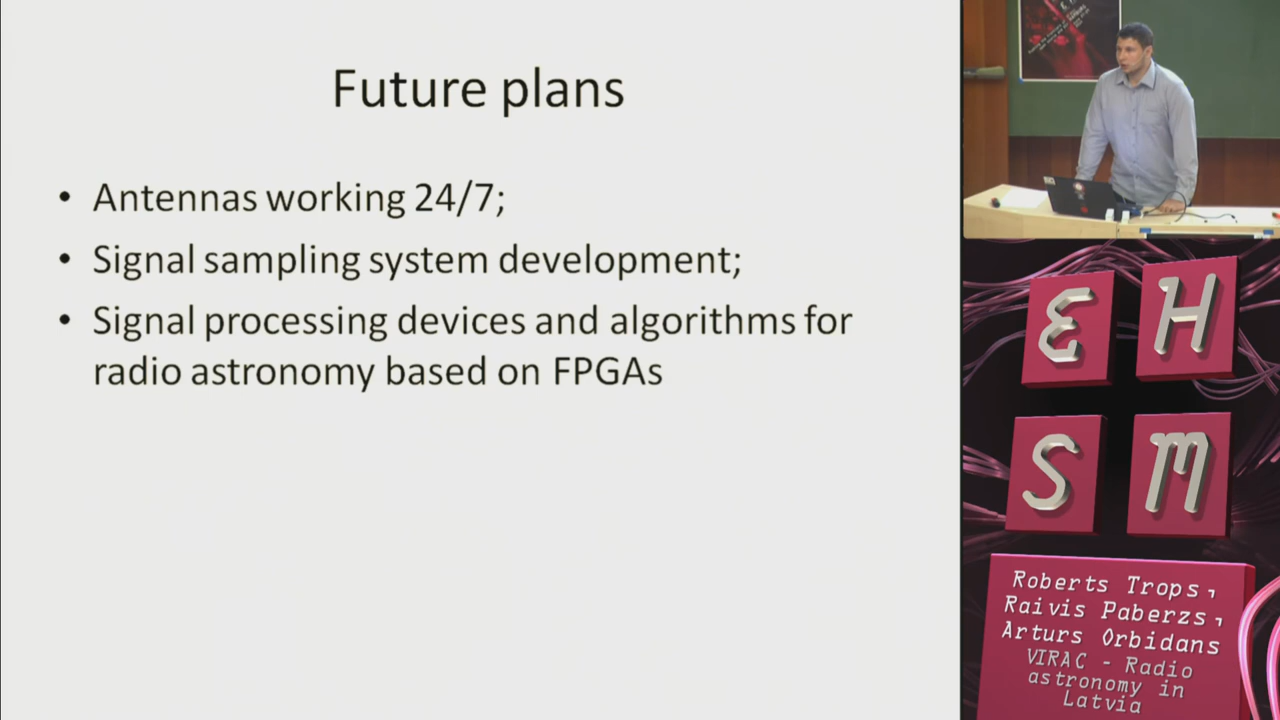 Future plans
• Antennas working 24/7;
• Signal sampling system development;
• Signal processing devices and algorithms for
radio astronomy based on FPGAs
E H
S M
Roberts Trops,
Raivis Paberzs,
Arturs Orbidans
VIRAC - Radio
astronomy in
Latvia